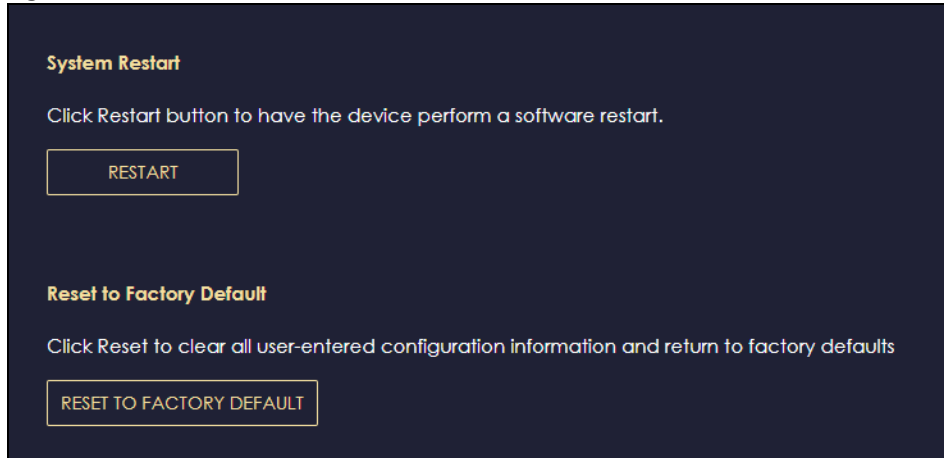 System Restart
Click Restart button to have the device perform a software restart.
RESTART
Reset to Factory Default
Click Reset to clear all user-entered configuration information and return to factory defaults
RESET TO FACTORY DEFAULT